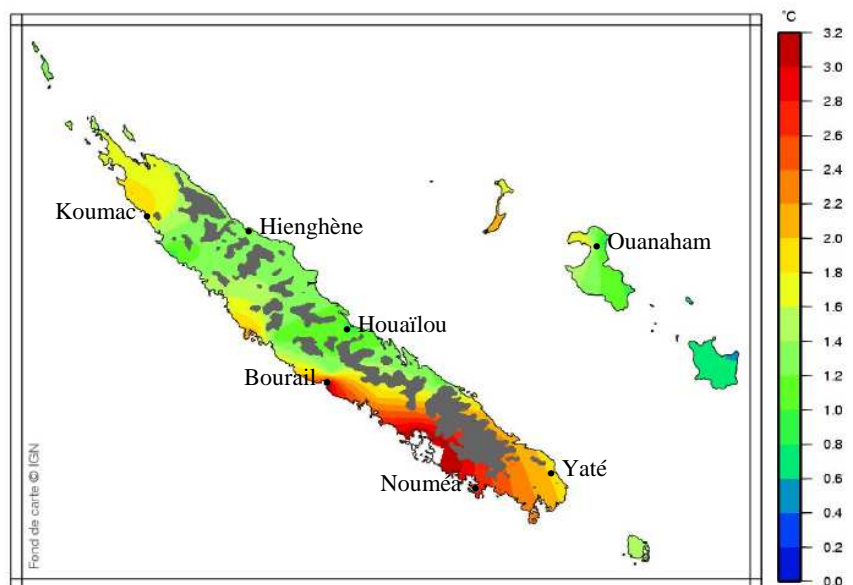 °C
3.2
3.0
2.8
2.6
2.4
2.2
2.0
1.8
1.6
1.4
1.2
1.0
0.8
0.6
0.4
0.2
0.0
Koumac
Hienghène
Ouanaham
Houaïlou
Bourail
Yaté
Nouméa
Fond de carte © IGN